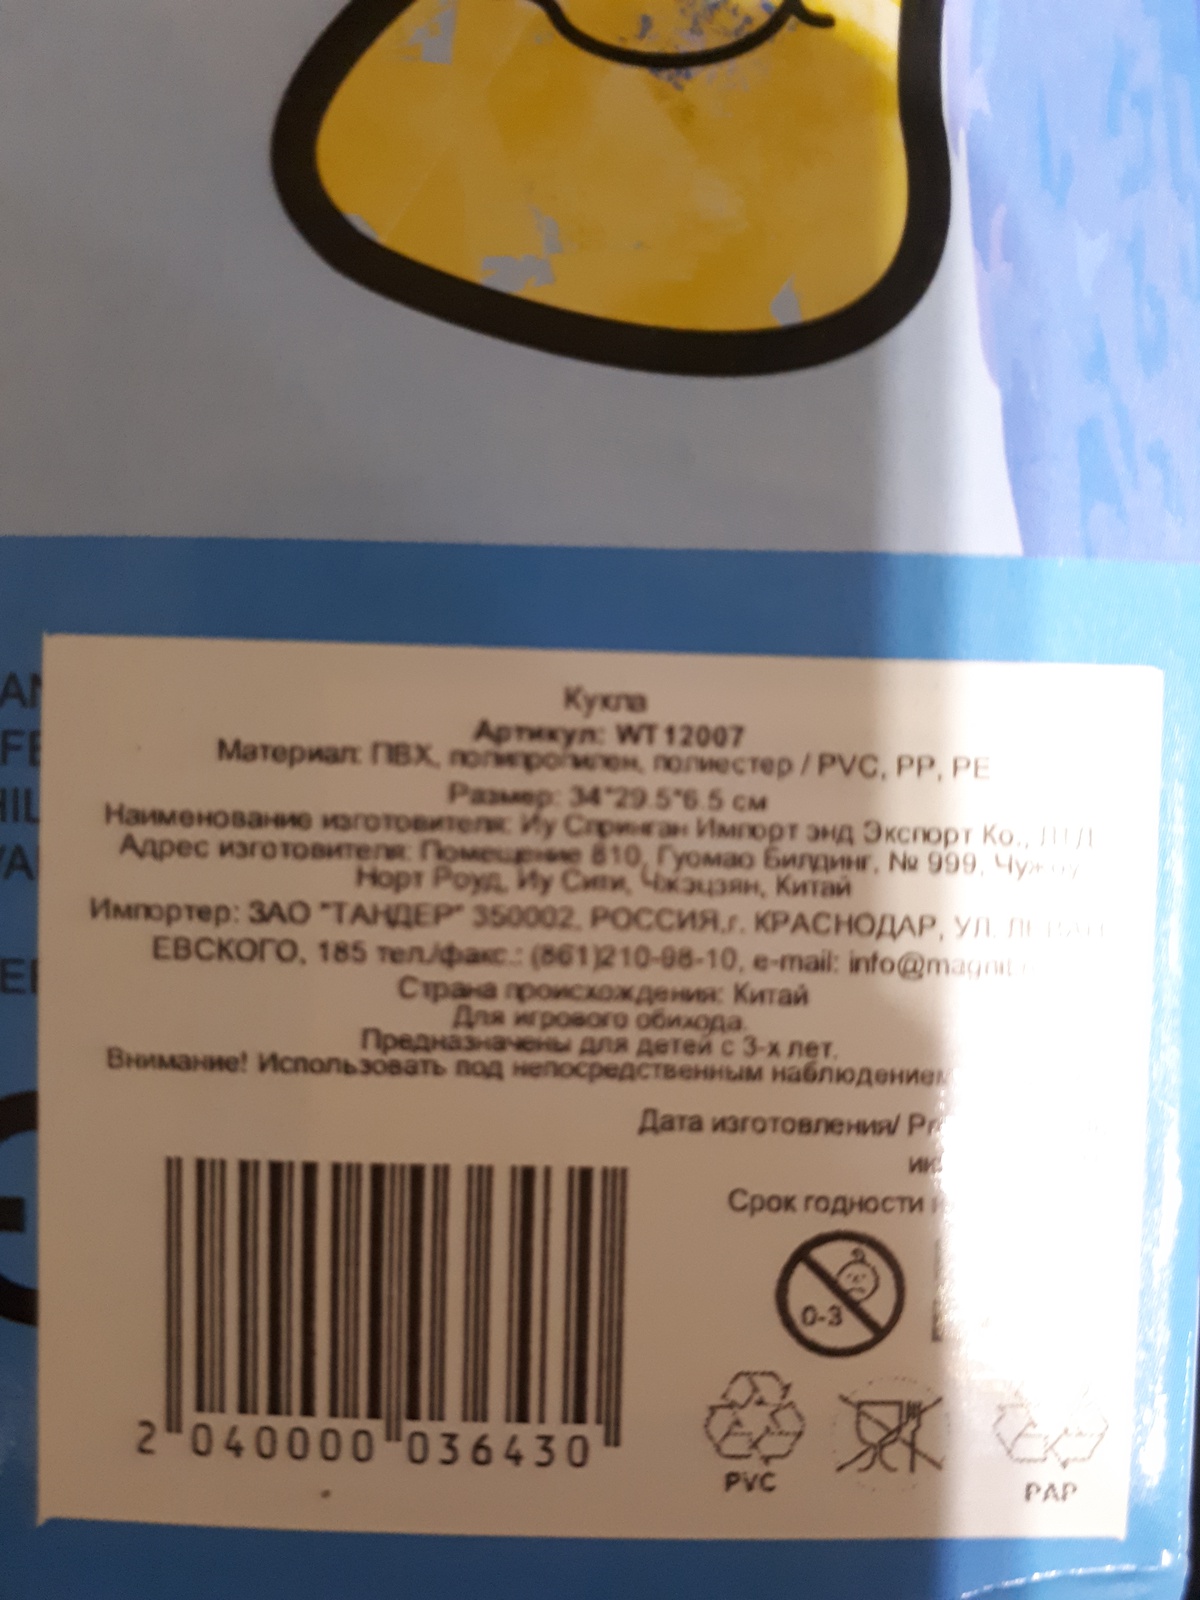 Кукла
Артикул: WT12007
Материал: ПВХ, полипропилен, полиестер / PVC, PP, PE
Размер: 34*29.5*6.5 см
Наименование изготовителя: Иу Спринган Импорт энд Экспорт Ко., ЛТД
Адрес изготовителя: Помещение 810, Гуомао Билдинг, № 999,
Норт Роуд, Иу Сити, Чжэцзян, Китай
Импортер: ЗАО "ТАНДЕР" 350002, РОССИЯ,г. КРАСНОДАР, УЛ.
ЕВСКОГО, 185 тел./факс.: (861)210-98-10, e-mail:
Страна происхождения: Китай
Для игрового обихода.
Предназначены для детей с 3-х лет.
Внимание! Использовать под непосредственным наблюдением
Дата изготовления/
Срок годности
0-3
2 040000 036430
PVC
PAP